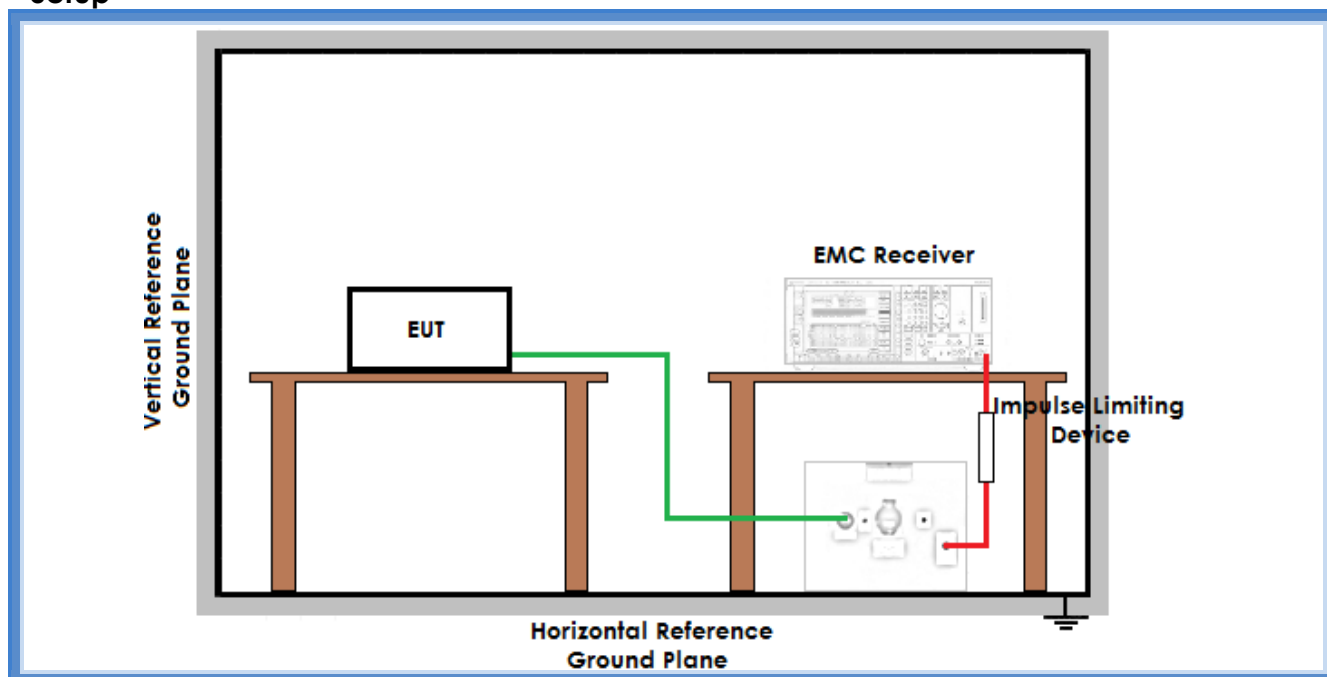 EMC Receiver
EUT
Vertical Reference
Ground Plane
Impulse Limiting
Device
Horizontal Reference
Ground Plane